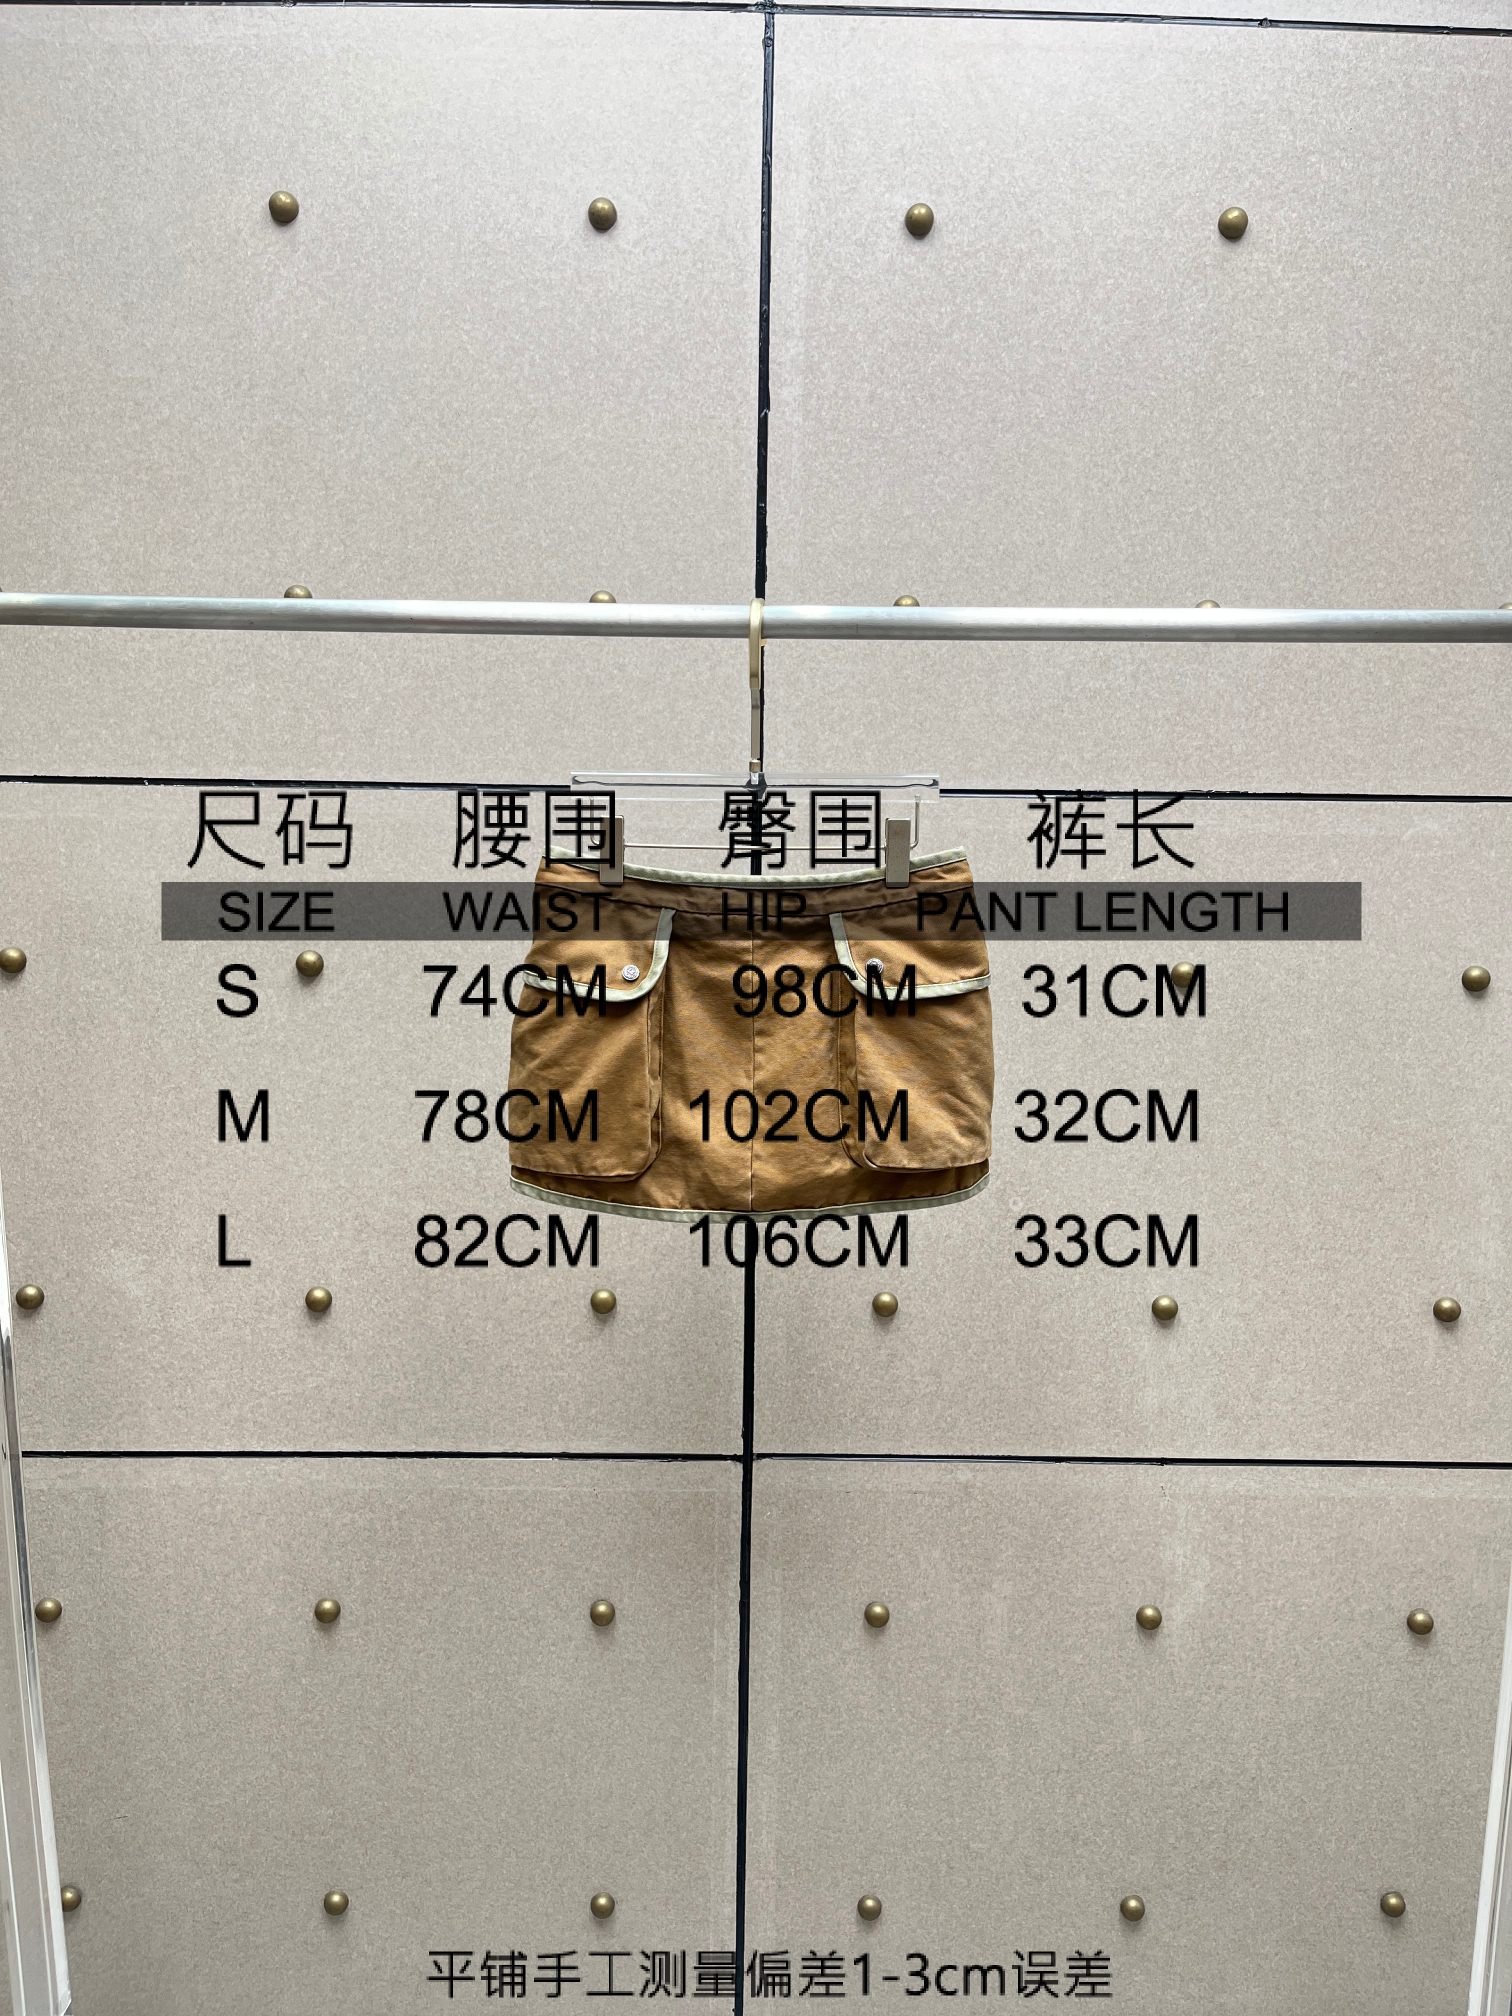 尺码 腰围 臀围 裤长
SIZE WAIST HIP PANT LENGTH
S 74CM 98CM 31CM
M 78CM 102CM 32CM
L 82CM 106CM 33CM
平铺手工测量偏差1-3cm误差